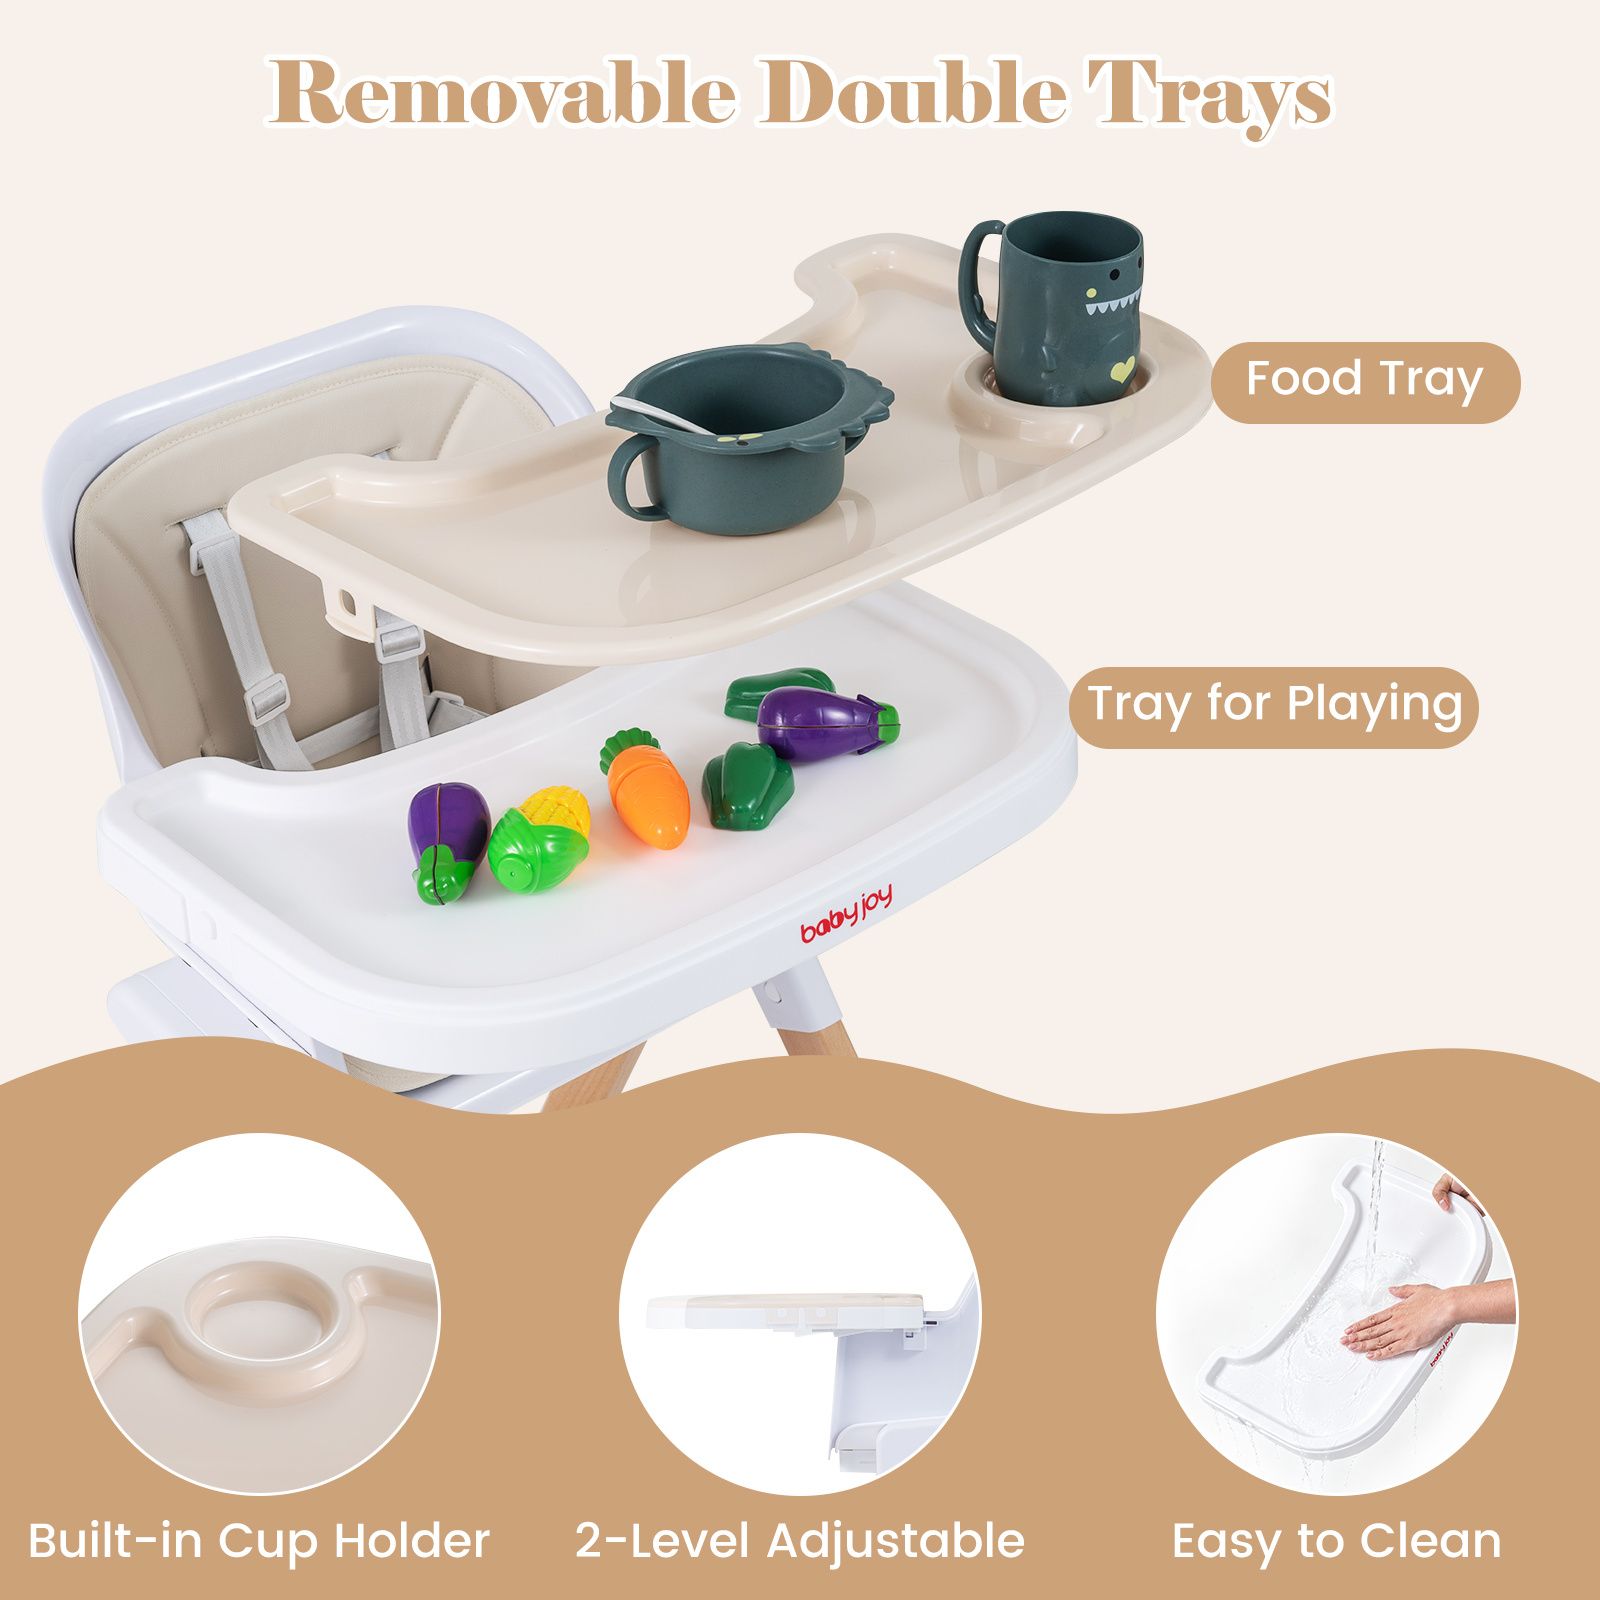 Removable Double Trays
Food Tray
Tray for Playing
babyjoy
babyjoy
Built-in Cup Holder
2-Level Adjustable
Easy to Clean